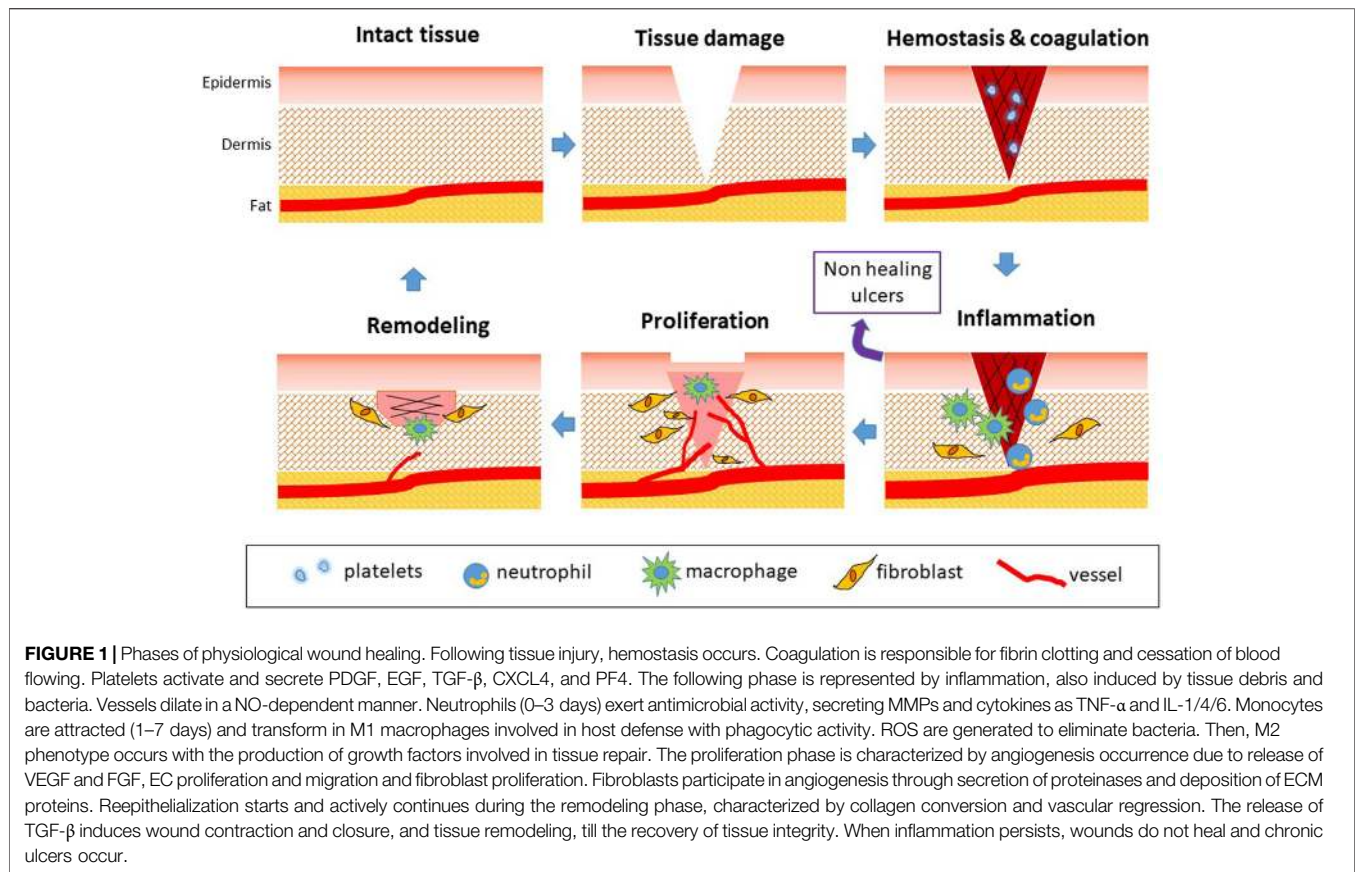 Intact tissue
Tissue damage
Hemostasis & coagulation
Epidermis
Dermis
Fat
Non healing
ulcers
Remodeling
Proliferation
Inflammation
platelets
neutrophil
macrophage
fibroblast
vessel
FIGURE 1 | Phases of physiological wound healing. Following tissue injury, hemostasis occurs. Coagulation is responsible for fibrin clotting and cessation of blood
flowing. Platelets activate and secrete PDGF, EGF, TGF-β, CXCL4, and PF4. The following phase is represented by inflammation, also induced by tissue debris and
bacteria. Vessels dilate in a NO-dependent manner. Neutrophils (0–3 days) exert antimicrobial activity, secreting MMPs and cytokines as TNF-α and IL-1/4/6. Monocytes
are attracted (1–7 days) and transform in M1 macrophages involved in host defense with phagocytic activity. ROS are generated to eliminate bacteria. Then, M2
phenotype occurs with the production of growth factors involved in tissue repair. The proliferation phase is characterized by angiogenesis occurrence due to release of
VEGF and FGF, EC proliferation and migration and fibroblast proliferation. Fibroblasts participate in angiogenesis through secretion of proteinases and deposition of ECM
proteins. Reepithelialization starts and actively continues during the remodeling phase, characterized by collagen conversion and vascular regression. The release of
TGF-β induces wound contraction and closure, and tissue remodeling, till the recovery of tissue integrity. When inflammation persists, wounds do not heal and chronic
ulcers occur.